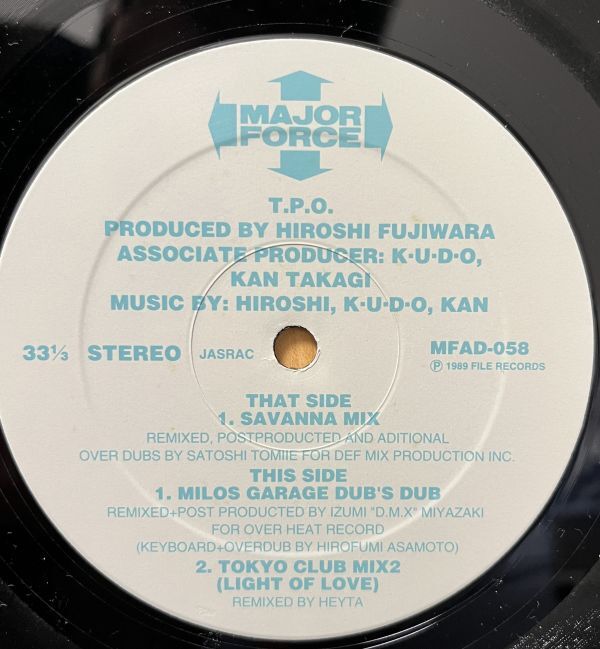 MAJOR
FORCE
T.P.O.
PRODUCED BY HIROSHI FUJIWARA
ASSOCIATE PRODUCER: K·U·D·O,
KAN TAKAGI
MUSIC BY: HIROSHI, K·U·D·O, KAN
33⅓ STEREO JASRAC MFAD-058
Ⓟ 1989 FILE RECORDS
THAT SIDE
1. SAVANNA MIX
REMIXED, POSTPRODUCTED AND ADITIONAL
OVER DUBS BY SATOSHI TOMIIE FOR DEF MIX PRODUCTION INC.
THIS SIDE
1. MILOS GARAGE DUB'S DUB
REMIXED+POST PRODUCTED BY IZUMI "D.M.X" MIYAZAKI
FOR OVER HEAT RECORD
(KEYBOARD+OVERDUB BY HIROFUMI ASAMOTO)
2. TOKYO CLUB MIX2
(LIGHT OF LOVE)
REMIXED BY HEYTA